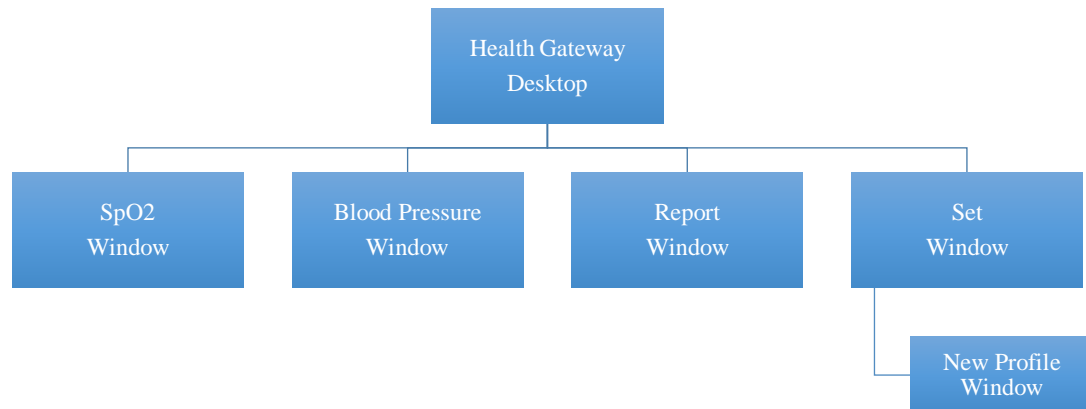 Health Gateway
Desktop
SpO2
Window
Blood Pressure
Window
Report
Window
Set
Window
New Profile
Window